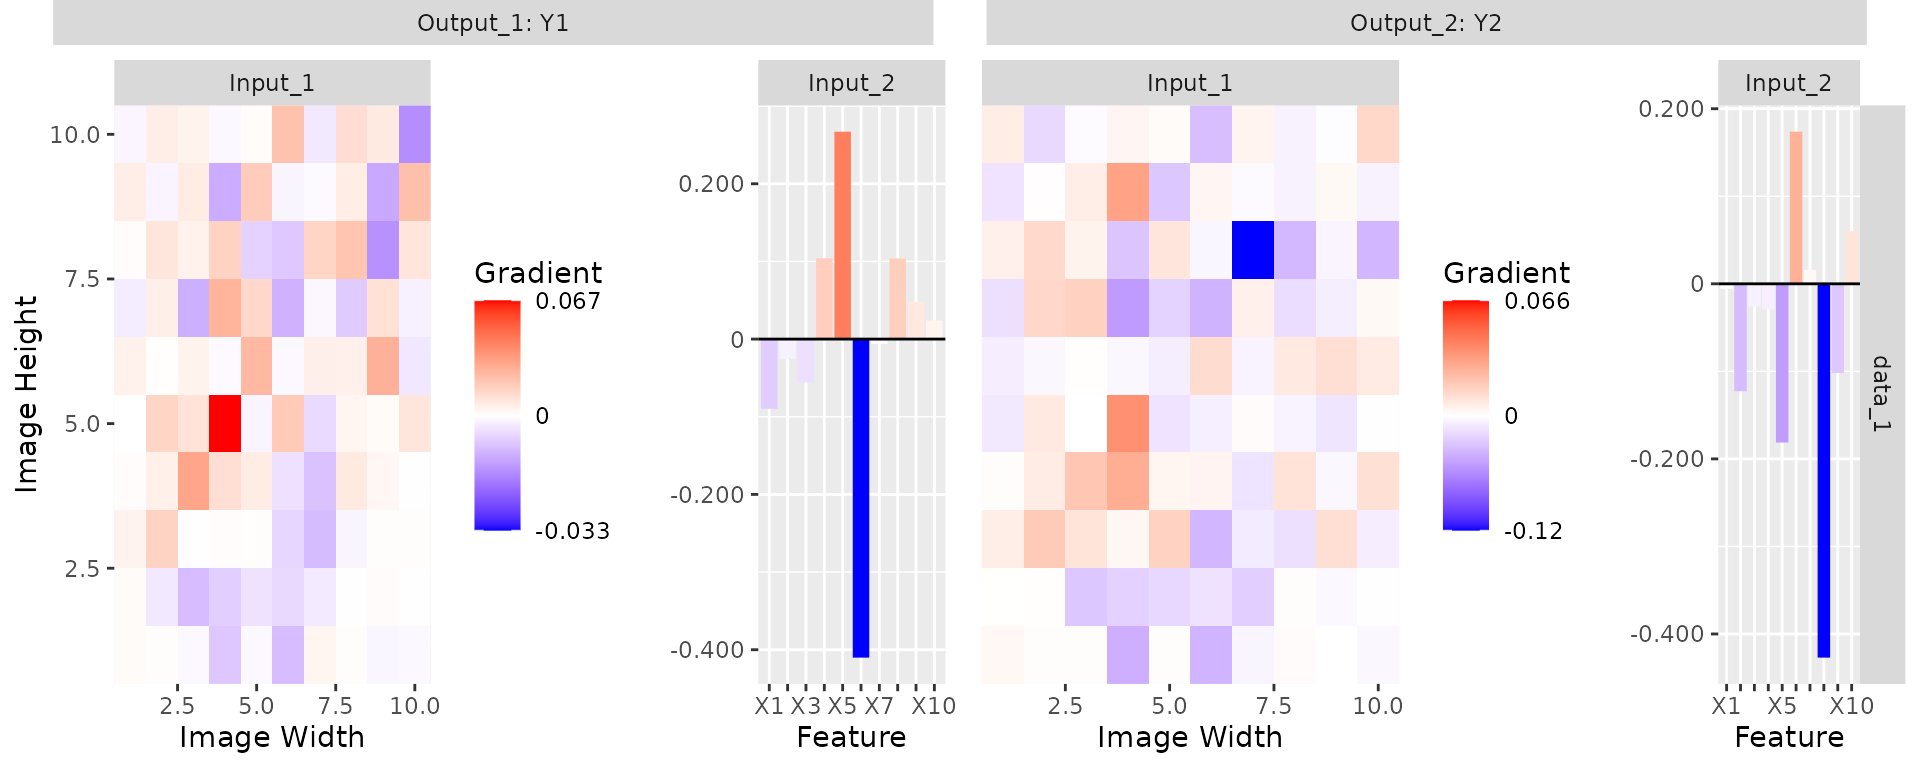 Output_1: Y1
Output_2: Y2
Input_1
Input_2
Input_1
Input_2
Image Height
10.0
7.5
5.0
2.5
2.5 5.0 7.5 10.0
Image Width
Gradient
0.067
0
-0.033
0.200
0
-0.200
-0.400
X1 X3 X5 X7 X10
Feature
2.5 5.0 7.5 10.0
Image Width
Gradient
0.066
0
-0.12
0.200
0
-0.200
-0.400
X1 X5 X10
Feature
data_1